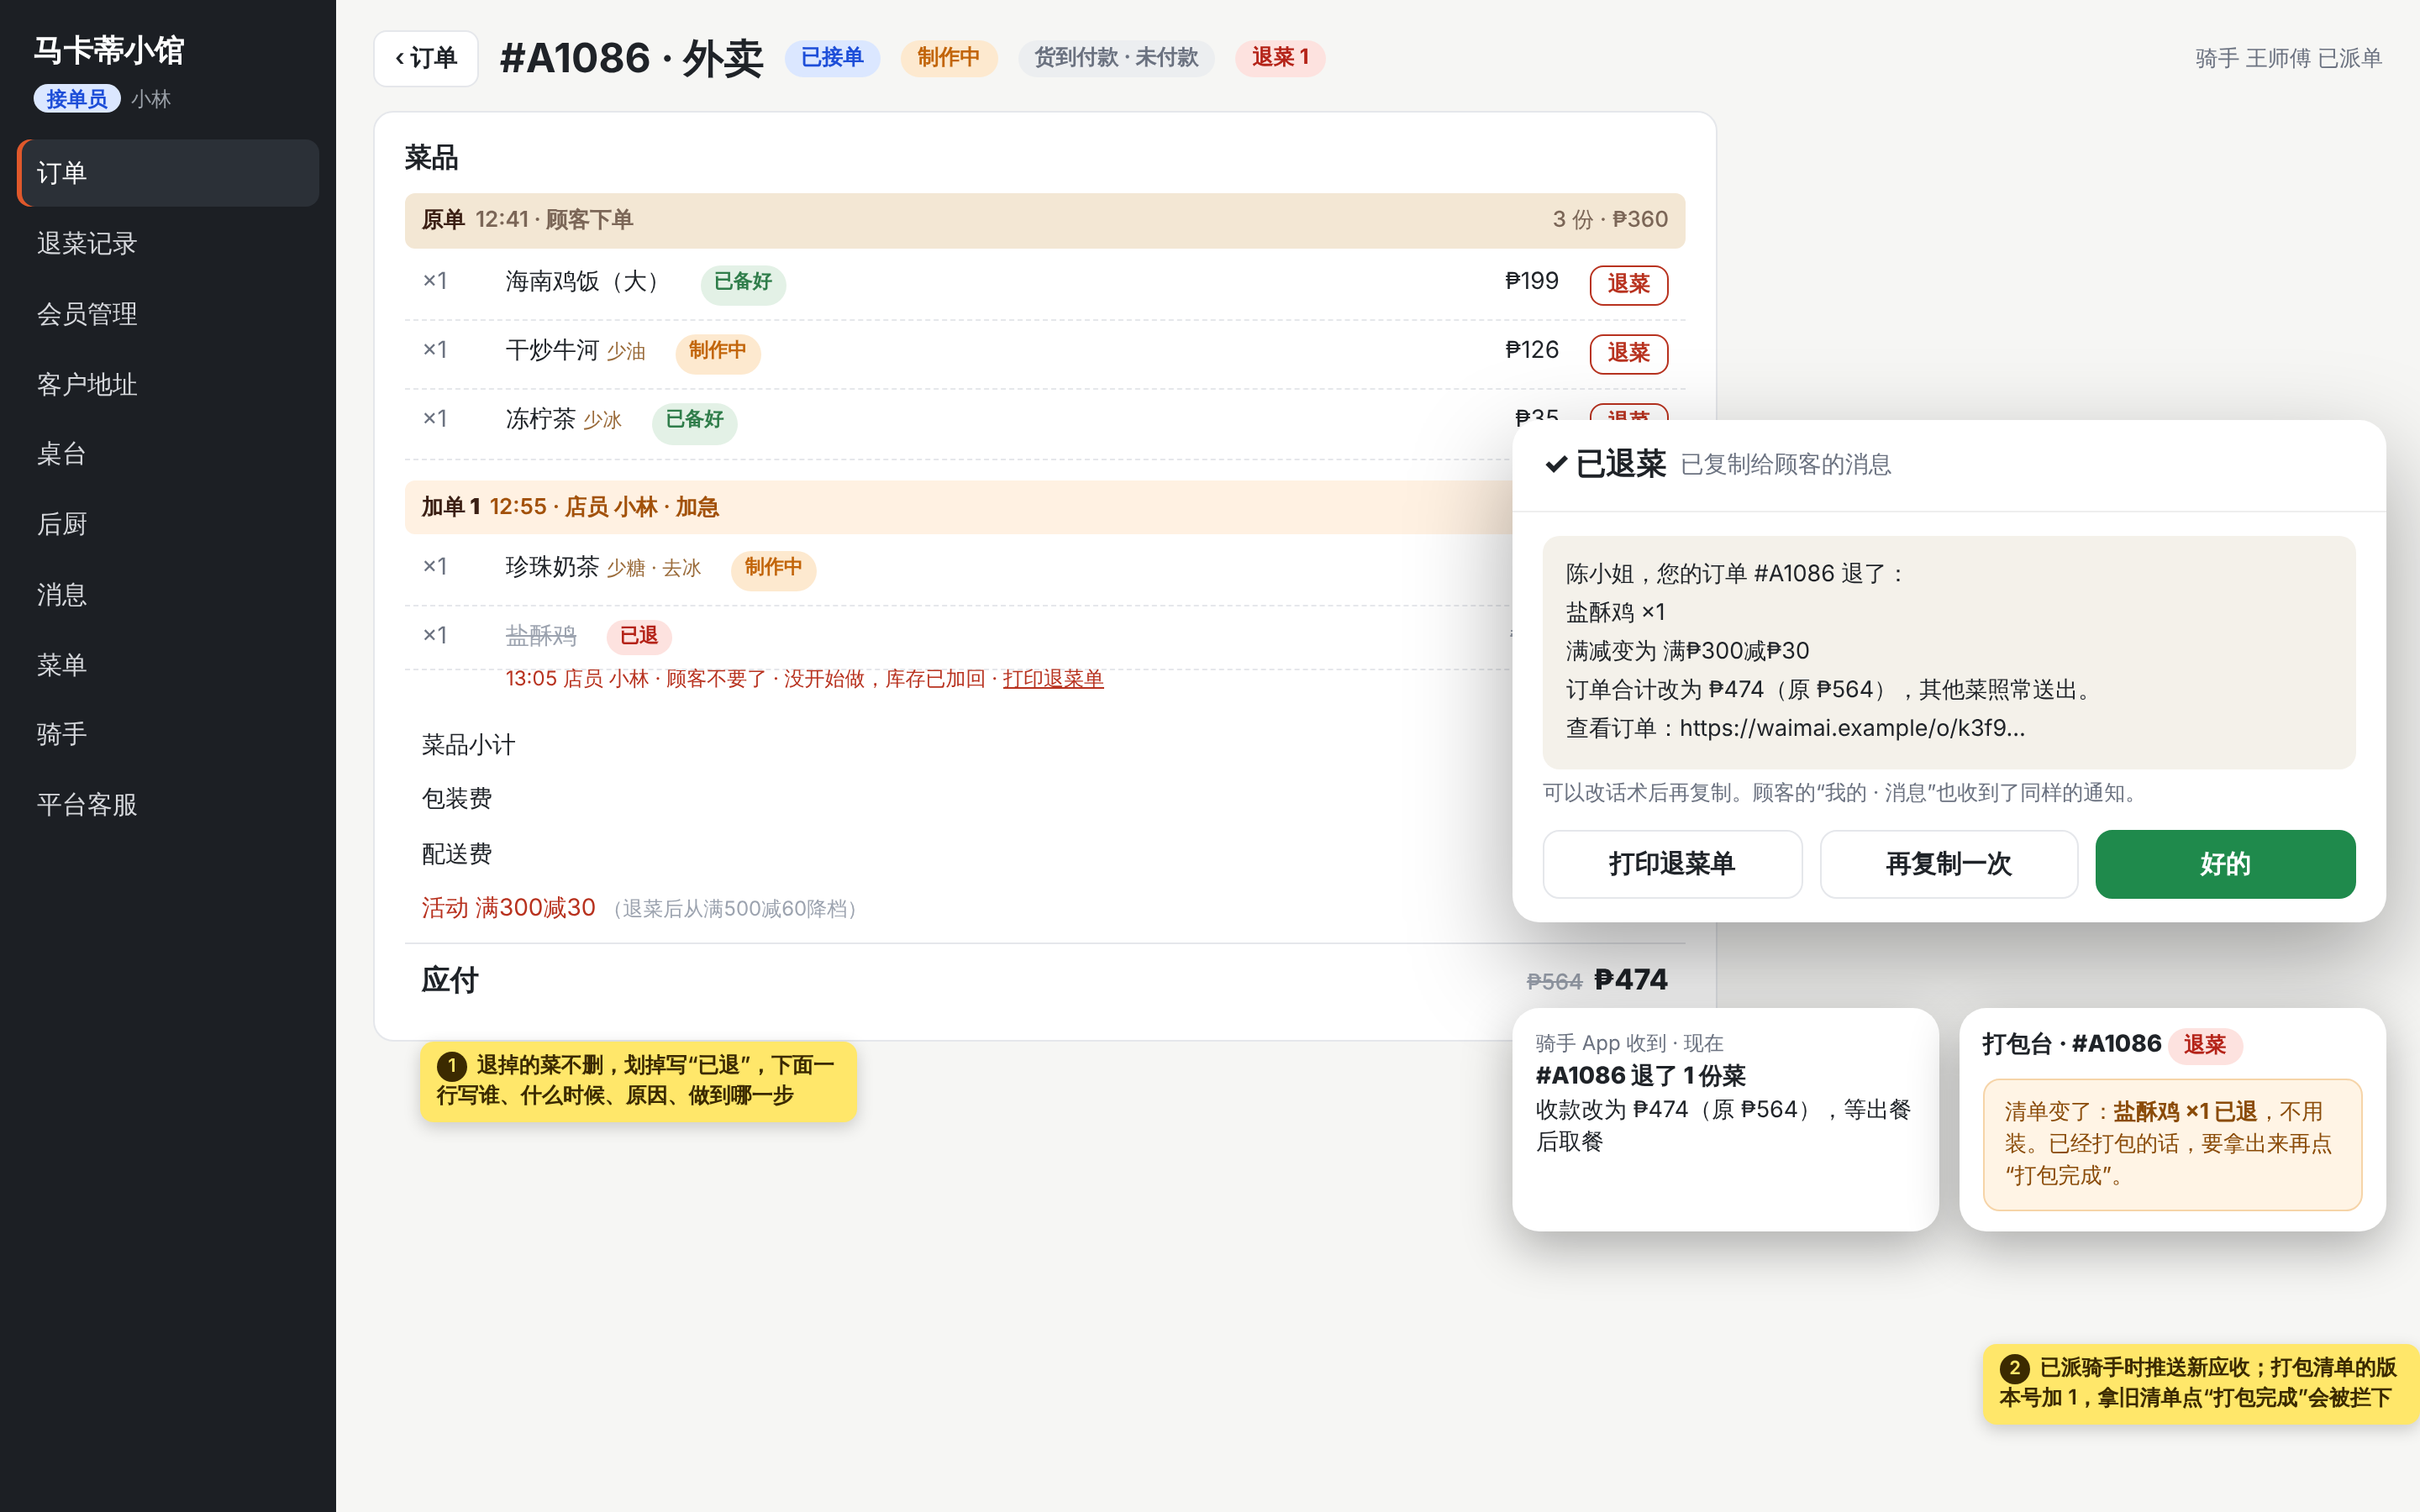 马卡蒂小馆
接单员 小林
订单
退菜记录
会员管理
客户地址
桌台
后厨
消息
菜单
骑手
平台客服
‹ 订单 #A1086 · 外卖 已接单 制作中 货到付款 · 未付款 退菜 1 骑手 王师傅 已派单
菜品
原单 12:41 · 顾客下单 3 份 · ₱360
×1 海南鸡饭（大） 已备好 ₱199 退菜
×1 干炒牛河 少油 制作中 ₱126 退菜
×1 冻柠茶 少冰 已备好 ₱35 退菜
加单 1 12:55 · 店员 小林 · 加急
×1 珍珠奶茶 少糖 · 去冰 制作中
×1 盐酥鸡 已退
13:05 店员 小林 · 顾客不要了 · 没开始做，库存已加回 · 打印退菜单
菜品小计
包装费
配送费
活动 满300减30 （退菜后从满500减60降档）
应付 ₱564 ₱474
✓ 已退菜 已复制给顾客的消息
陈小姐，您的订单 #A1086 退了：
盐酥鸡 ×1
满减变为 满₱300减₱30
订单合计改为 ₱474（原 ₱564），其他菜照常送出。
查看订单：https://waimai.example/o/k3f9…
可以改话术后再复制。顾客的“我的 · 消息”也收到了同样的通知。
打印退菜单 再复制一次 好的
骑手 App 收到 · 现在
#A1086 退了 1 份菜
收款改为 ₱474（原 ₱564），等出餐
后取餐
打包台 · #A1086 退菜
清单变了：盐酥鸡 ×1 已退，不用
装。已经打包的话，要拿出来再点
“打包完成”。
1 退掉的菜不删，划掉写“已退”，下面一
行写谁、什么时候、原因、做到哪一步
2 已派骑手时推送新应收；打包清单的版
本号加 1，拿旧清单点“打包完成”会被拦下